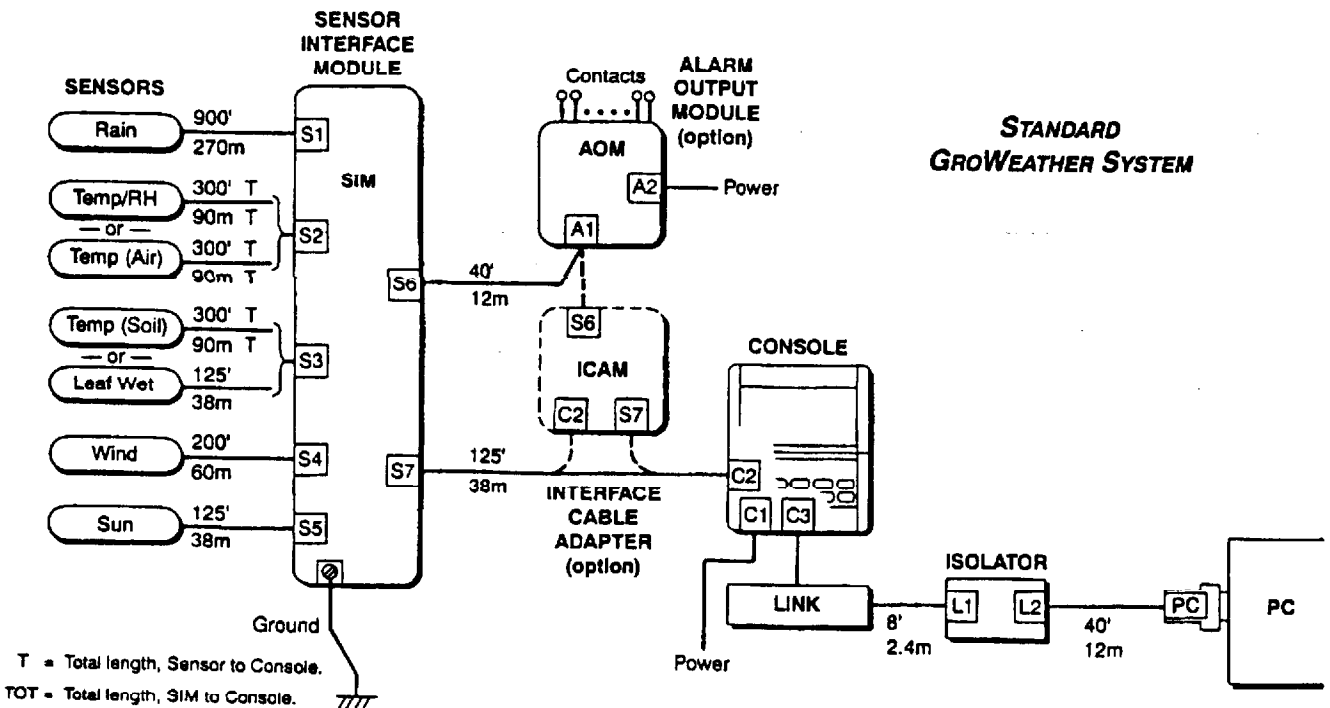 SENSOR
INTERFACE
MODULE
SENSORS
Rain
900'
270m
S1
Temp/RH
300' T
90m T
— or —
Temp (Air)
300' T
90m T
S2
SIM
Temp (Soil)
300' T
90m T
— or —
Leaf Wet
125'
38m
S3
Wind
200'
60m
S4
Sun
125'
38m
S5
S6
40'
12m
S7
125'
38m
Ground
T = Total length, Sensor to Console.
TOT = Total length, SIM to Console.
Contacts
ALARM
OUTPUT
MODULE
(option)
AOM
A2
Power
A1
S6
ICAM
C2
S7
INTERFACE
CABLE
ADAPTER
(option)
STANDARD
GROWEATHER SYSTEM
CONSOLE
C2
C1
C3
Power
LINK
8'
2.4m
ISOLATOR
L1
L2
40'
12m
PC
PC